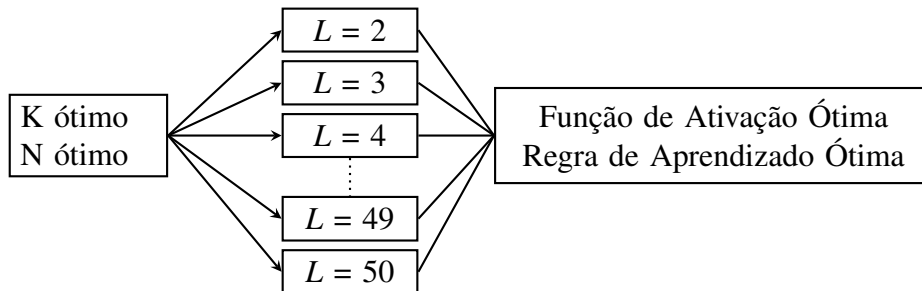 K ótimo
N ótimo
L = 2
L = 3
L = 4
L = 49
L = 50
Função de Ativação Ótima
Regra de Aprendizado Ótima